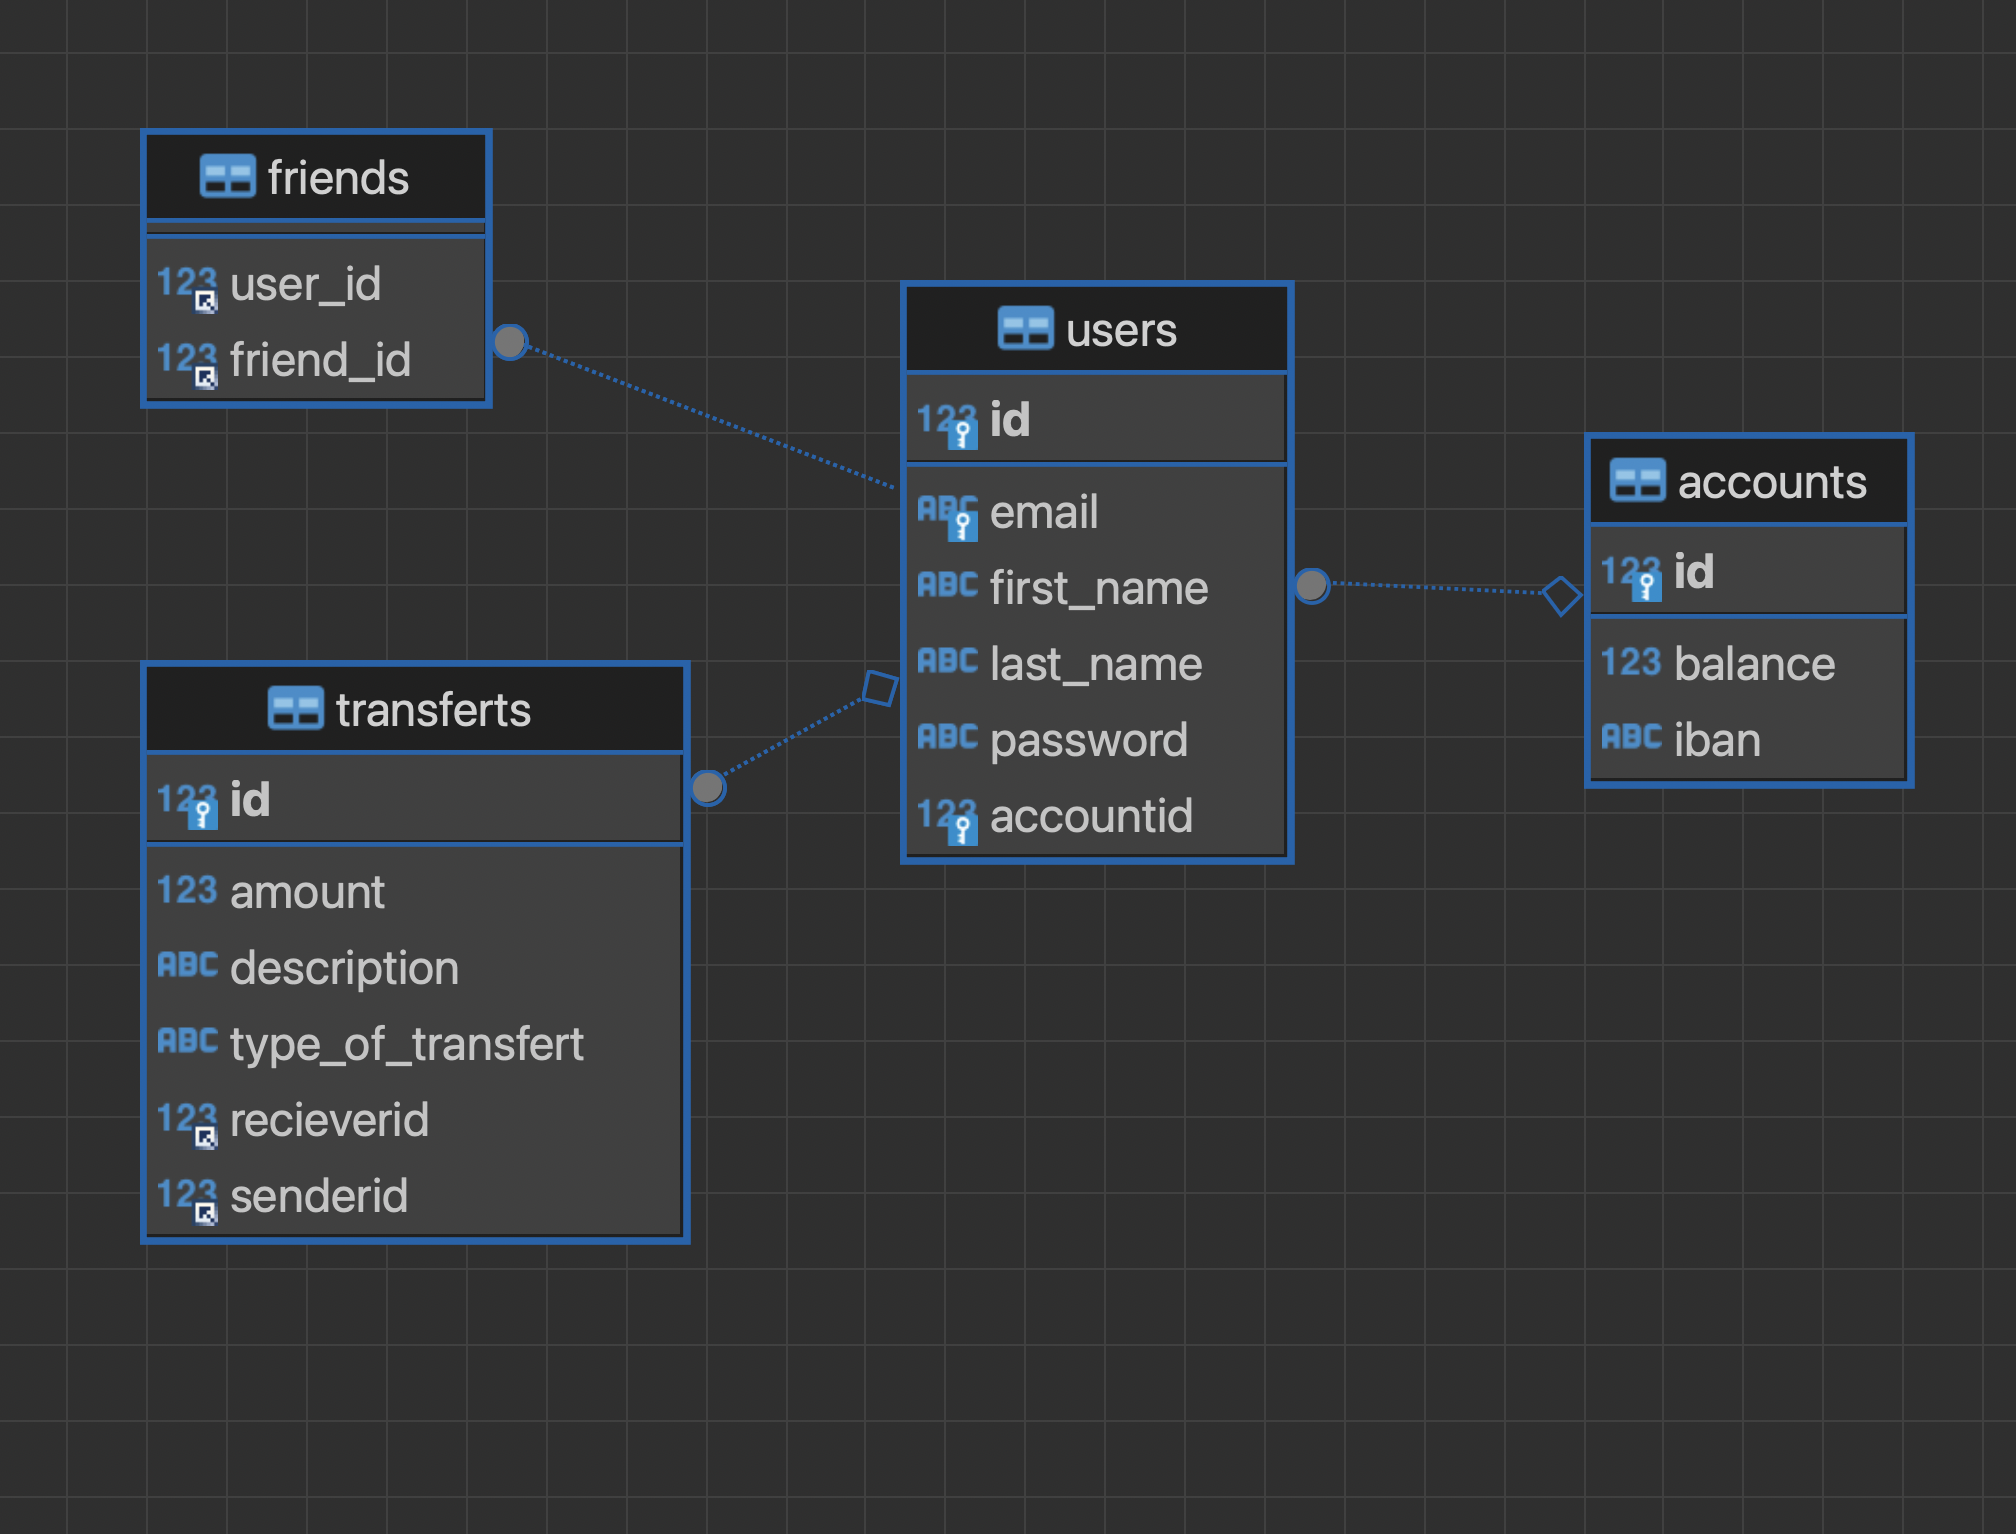 friends
123 user_id
123 friend_id
users
123 id
ABC email
ABC first_name
ABC last_name
ABC password
123 accountid
accounts
123 id
123 balance
ABC iban
transferts
123 id
123 amount
ABC description
ABC type_of_transfert
123 recieverid
123 senderid